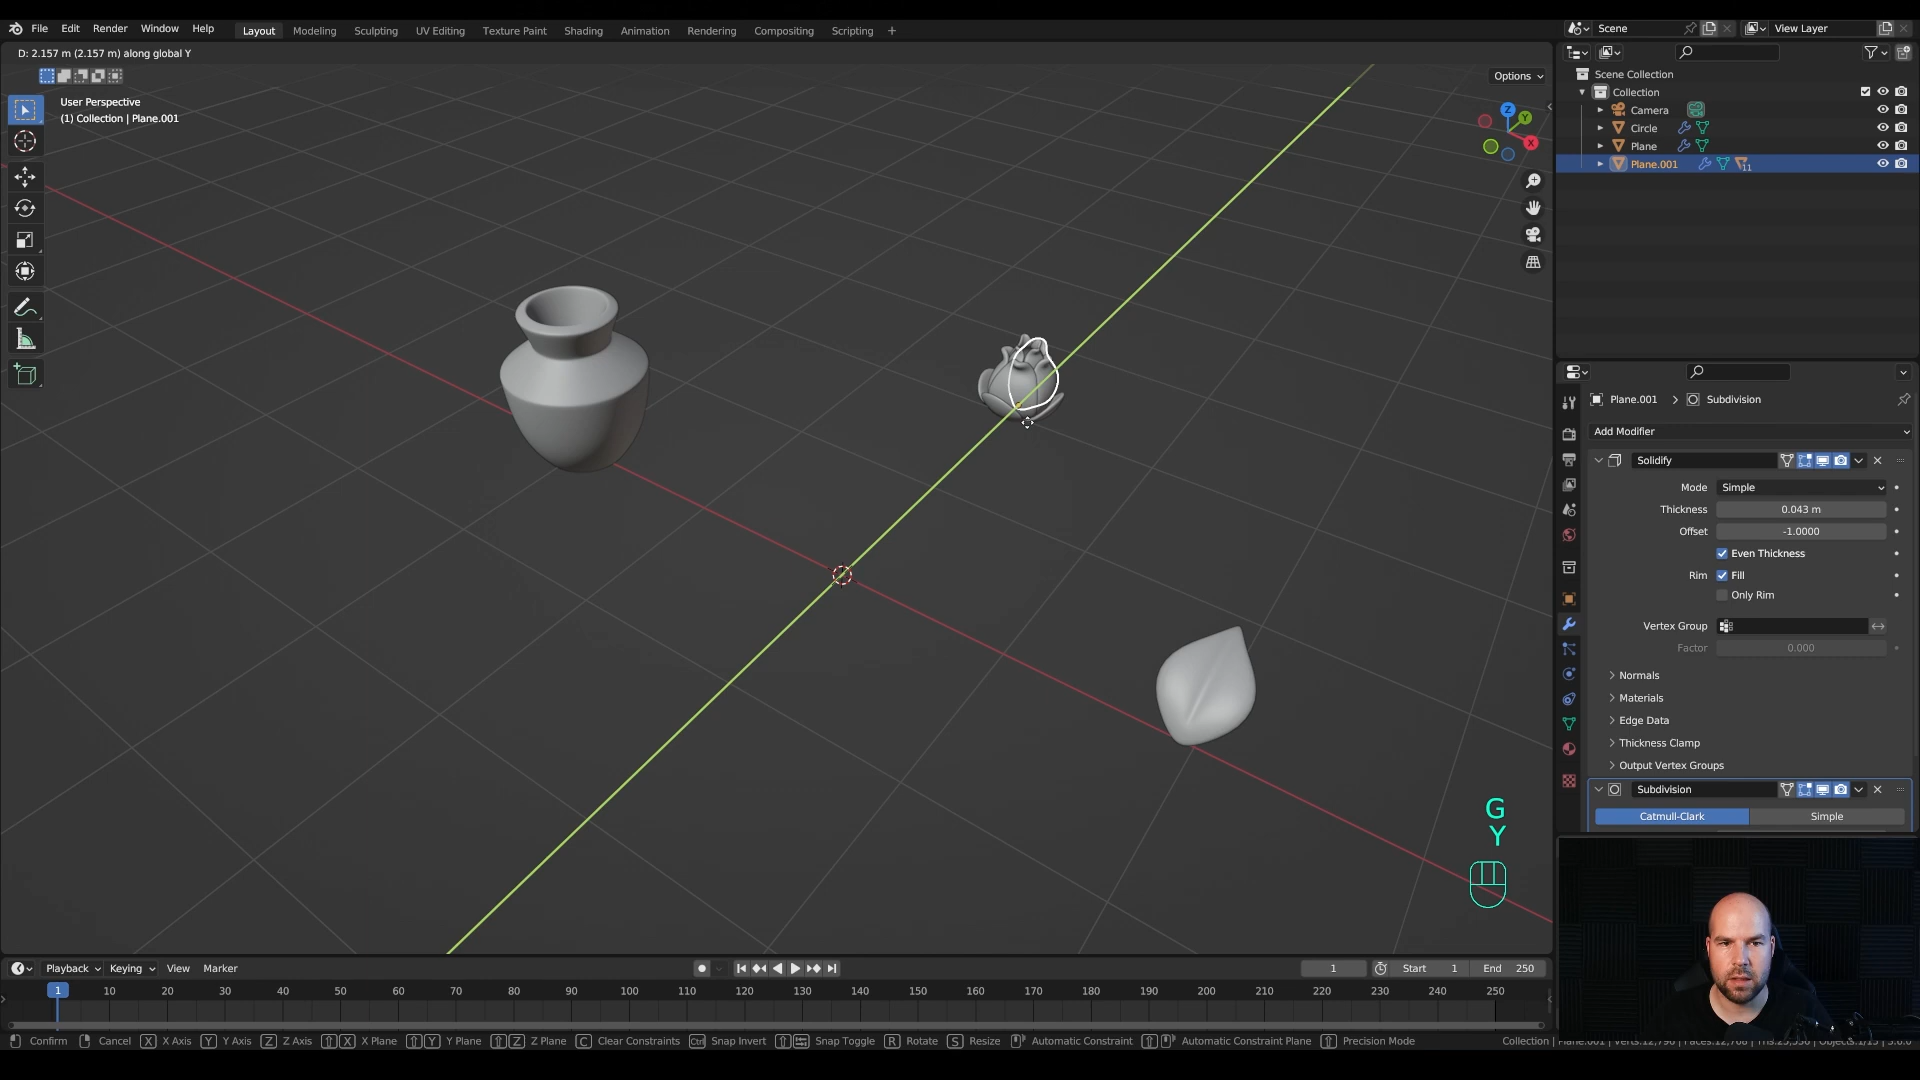 File Edit Render Window Help
Layout Modeling Sculpting UV Editing Texture Paint Shading Animation Rendering Compositing Scripting +
Scene View Layer
D: 2.157 m (2.157 m) along global Y
Options
User Perspective
(1) Collection | Plane.001
Z
Y
X
Scene Collection
Collection
Camera
Circle
Plane
Plane.001
11
Plane.001 > Subdivision
Add Modifier
Solidify
Mode Simple
Thickness 0.043 m
Offset -1.0000
Even Thickness
Rim Fill
Only Rim
Vertex Group
Factor 0.000
Normals
Materials
Edge Data
Thickness Clamp
Output Vertex Groups
Subdivision
Catmull-Clark Simple
G
Y
Playback Keying View Marker
1 Start 1 End 250
1 10 20 30 40 50 60 70 80 90 100 110 120 130 140 150 160 170 180 190 200 210 220 230 240 250
Confirm Cancel X X Axis Y Y Axis Z Z Axis X X Plane Y Y Plane Z Z Plane C Clear Constraints Ctrl Snap Invert Snap Toggle R Rotate S Resize Automatic Constraint Automatic Constraint Plane Precision Mode